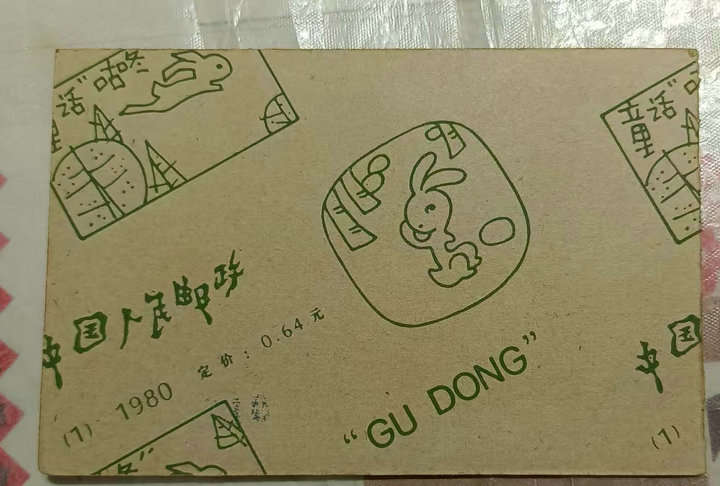 童话"咕咚
童话"
中国人民邮政
定价：0.64元
(1) 1980
"GU DONG"
咚"
中国
(1)